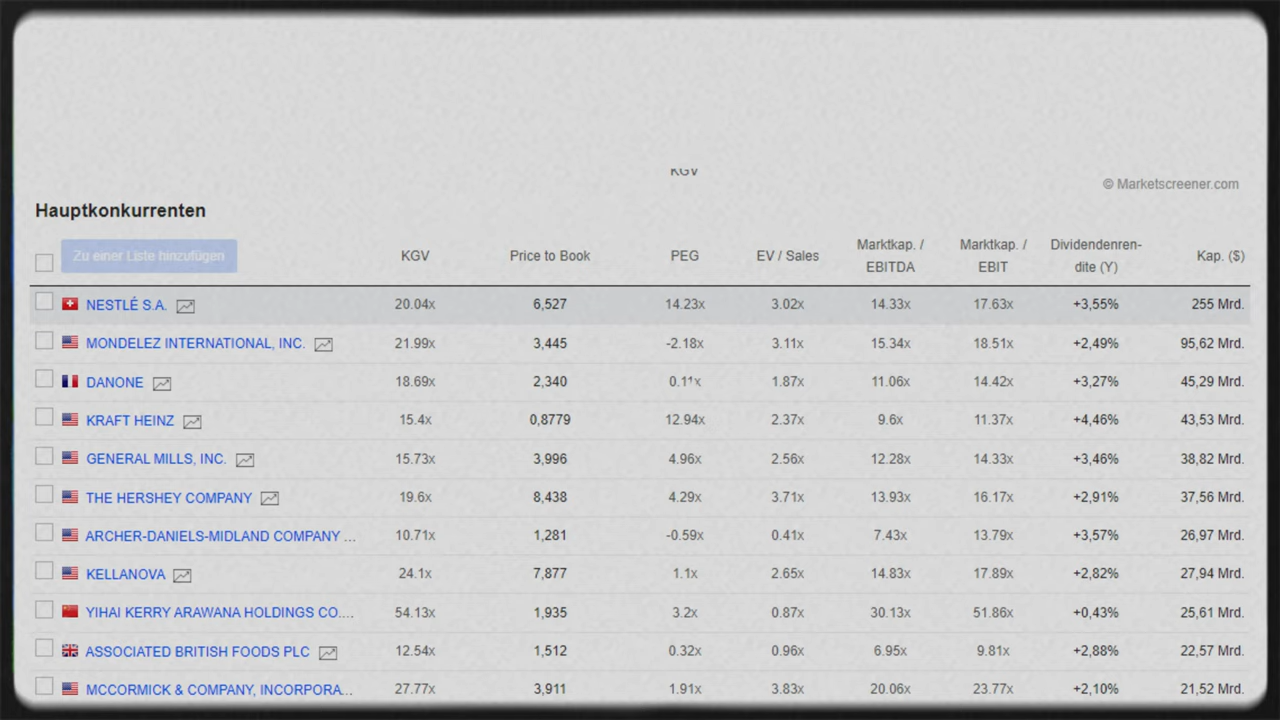 KGV
© Marketscreener.com
Hauptkonkurrenten
Zu einer Liste hinzufügen KGV Price to Book PEG EV / Sales Marktkap. / EBITDA Marktkap. / EBIT Dividendenren- dite (Y) Kap. ($)
NESTLÉ S.A. 20.04x 6,527 14.23x 3.02x 14.33x 17.63x +3,55% 255 Mrd.
MONDELEZ INTERNATIONAL, INC. 21.99x 3,445 -2.18x 3.11x 15.34x 18.51x +2,49% 95,62 Mrd.
DANONE 18.69x 2,340 1.87x 11.06x 14.42x +3,27% 45,29 Mrd.
KRAFT HEINZ 15.4x 0,8779 12.94x 2.37x 9.6x 11.37x +4,46% 43,53 Mrd.
GENERAL MILLS, INC. 15.73x 3,996 4.96x 2.56x 12.28x 14.33x +3,46% 38,82 Mrd.
THE HERSHEY COMPANY 19.6x 8,438 4.29x 3.71x 13.93x 16.17x +2,91% 37,56 Mrd.
ARCHER-DANIELS-MIDLAND COMPANY ... 10.71x 1,281 -0.59x 0.41x 7.43x 13.79x +3,57% 26,97 Mrd.
KELLANOVA 24.1x 7,877 1.1x 2.65x 14.83x 17.89x +2,82% 27,94 Mrd.
YIHAI KERRY ARAWANA HOLDINGS CO.... 54.13x 1,935 3.2x 0.87x 30.13x 51.86x +0,43% 25,61 Mrd.
ASSOCIATED BRITISH FOODS PLC 12.54x 1,512 0.32x 0.96x 6.95x 9.81x +2,88% 22,57 Mrd.
MCCORMICK & COMPANY, INCORPORA... 27.77x 3,911 1.91x 3.83x 20.06x 23.77x +2,10% 21,52 Mrd.